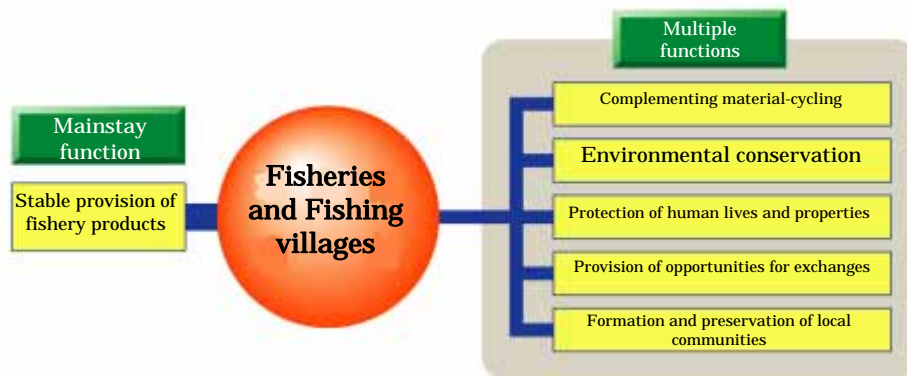 Mainstay
function
Stable provision of
fishery products
Fisheries
and Fishing
villages
Multiple
functions
Complementing material-cycling
Environmental conservation
Protection of human lives and properties
Provision of opportunities for exchanges
Formation and preservation of local
communities